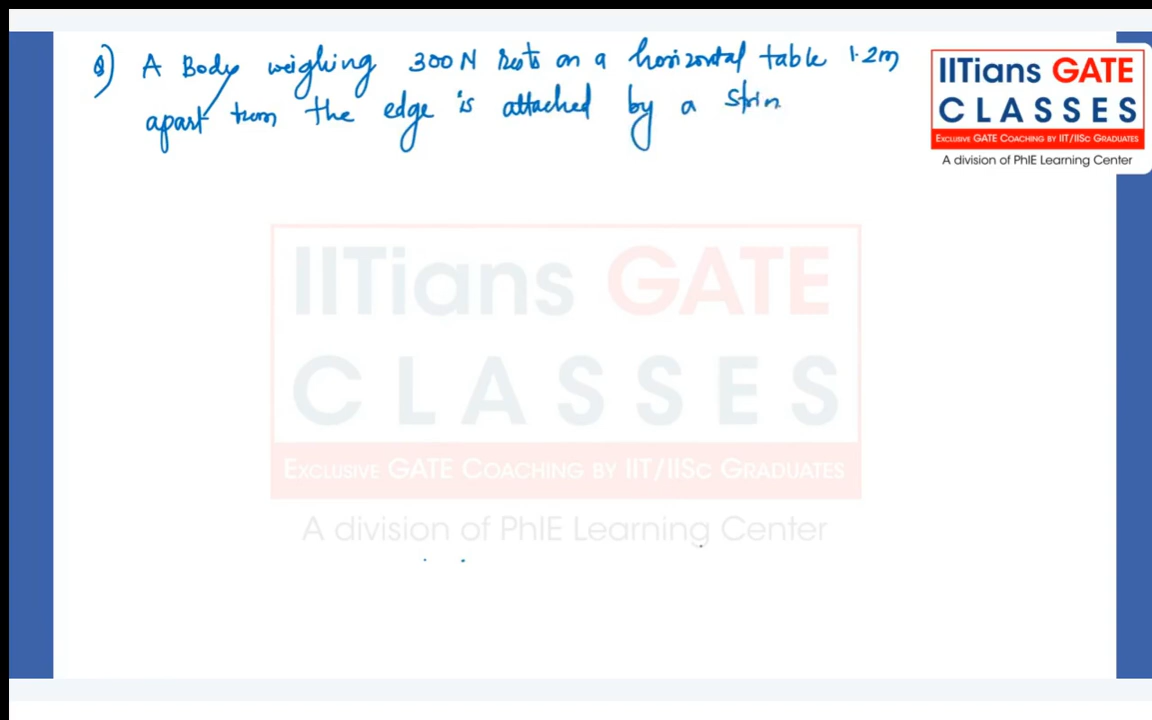 Q) A Body weighing 300N rests on a horizontal table 1.2m
apart from the edge is attached by a strin
IITians GATE
CLASSES
EXCLUSIVE GATE COACHING BY IIT/IISC GRADUATES
A division of PhIE Learning Center
IITians GATE
CLASSES
EXCLUSIVE GATE COACHING BY IIT/IISC GRADUATES
A division of PhIE Learning Center